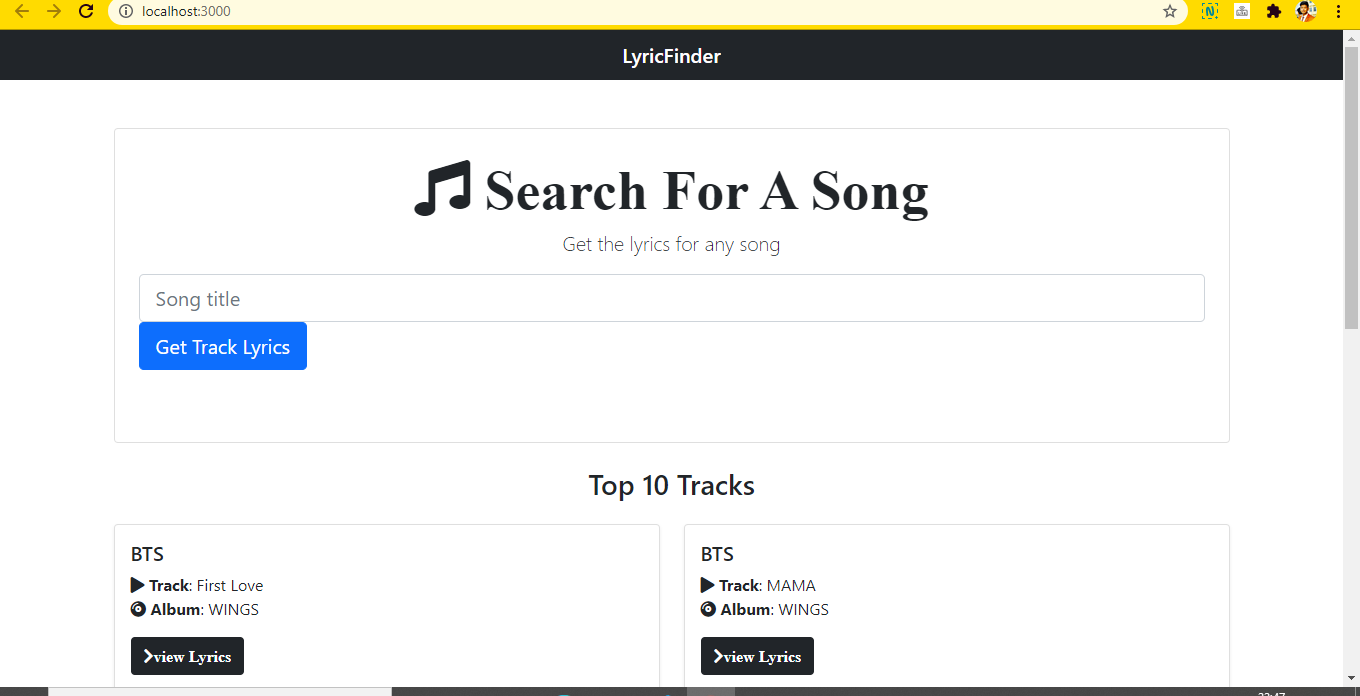 localhost:3000
LyricFinder
Search For A Song
Get the lyrics for any song
Song title
Get Track Lyrics
Top 10 Tracks
BTS
Track: First Love
Album: WINGS
view Lyrics
BTS
Track: MAMA
Album: WINGS
view Lyrics